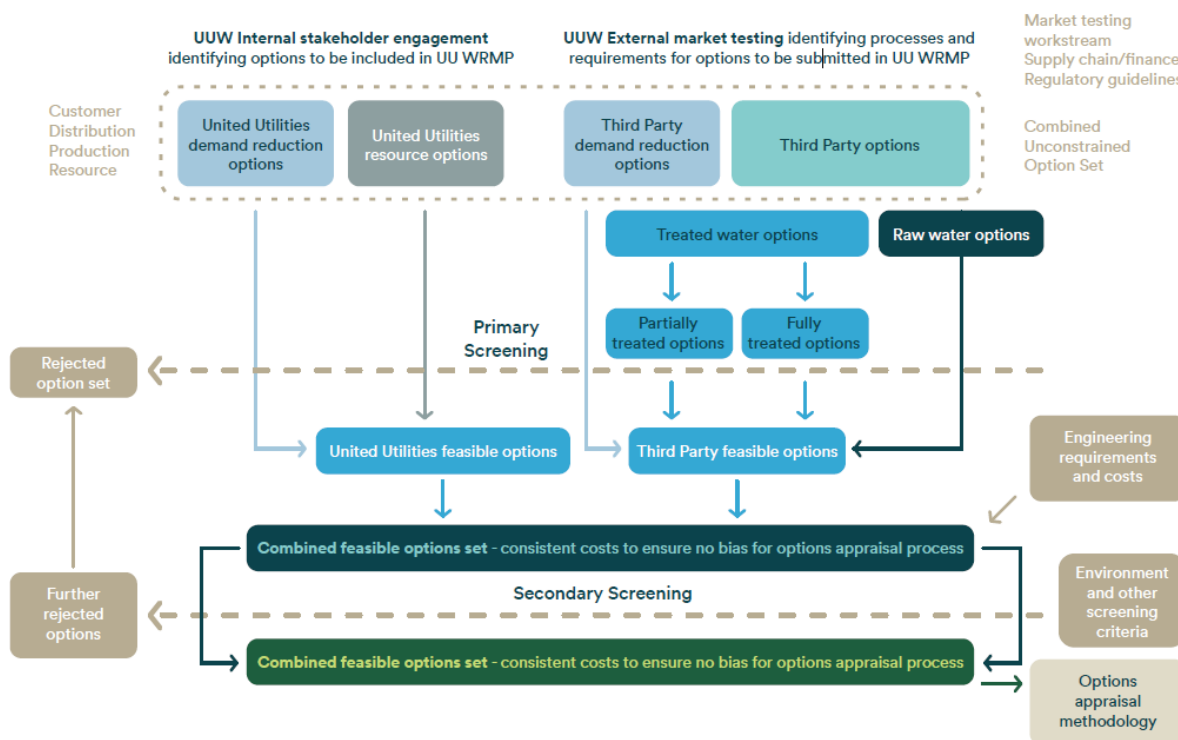 UUW Internal stakeholder engagement
identifying options to be included in UU WRMP
UUW External market testing identifying processes and
requirements for options to be submitted in UU WRMP
Market testing
workstream
Supply chain/finance
Regulatory guidelines
Customer
Distribution
Production
Resource
United Utilities
demand reduction
options
United Utilities
resource options
Third Party
demand reduction
options
Third Party options
Combined
Unconstrained
Option Set
Treated water options
Raw water options
Partially
treated options
Fully
treated options
Primary
Screening
Rejected
option set
United Utilities feasible options
Third Party feasible options
Engineering
requirements
and costs
Combined feasible options set - consistent costs to ensure no bias for options appraisal process
Further
rejected
options
Secondary Screening
Environment
and other
screening
criteria
Combined feasible options set - consistent costs to ensure no bias for options appraisal process
Options
appraisal
methodology